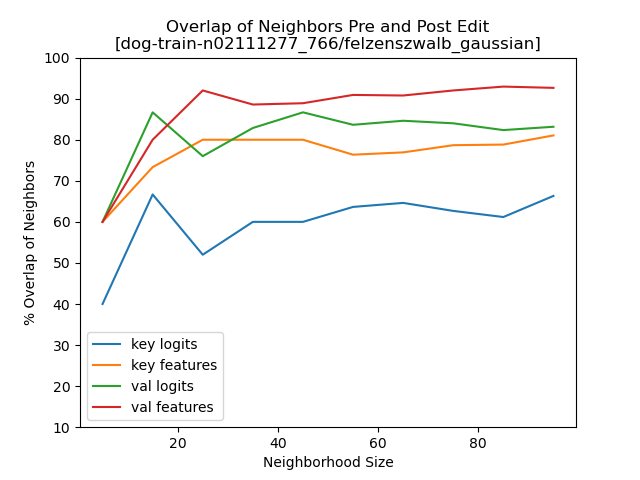 Overlap of Neighbors Pre and Post Edit
[dog-train-n02111277_766/felzenszwalb_gaussian]
100
90
80
70
60
50
40
30
20
10
% Overlap of Neighbors
key logits
key features
val logits
val features
20
40
60
80
Neighborhood Size